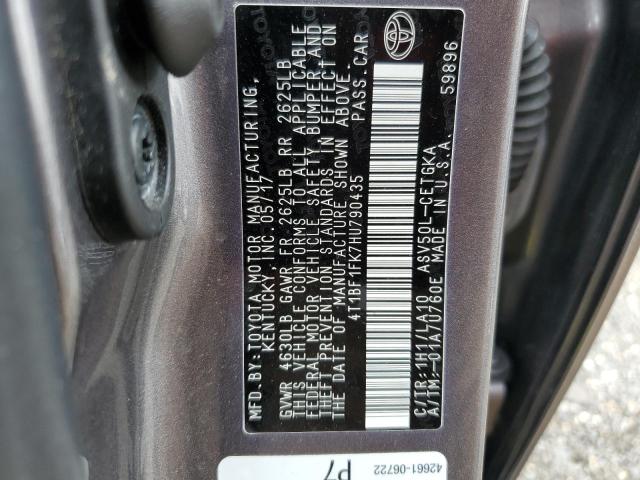 MFD.BY:TOYOTA MOTOR MANUFACTURING,
KENTUCKY, INC.05/17
GVWR 4630LB GAWR FR 2625LB RR 2625LB
THIS VEHICLE CONFORMS TO ALL APPLICABLE
FEDERAL MOTOR VEHICLE SAFETY, BUMPER, AND
THEFT PREVENTION STANDARDS IN EFFECT ON
THE DATE OF MANUFACTURE SHOWN ABOVE.
4T1BF1FK7HU790435 PASS.CAR
C/TR:1H1/LA10 ASV50L-CETGKA
A/TM:-01A/U760E MADE IN U.S.A. 59896
42661-06722
P7